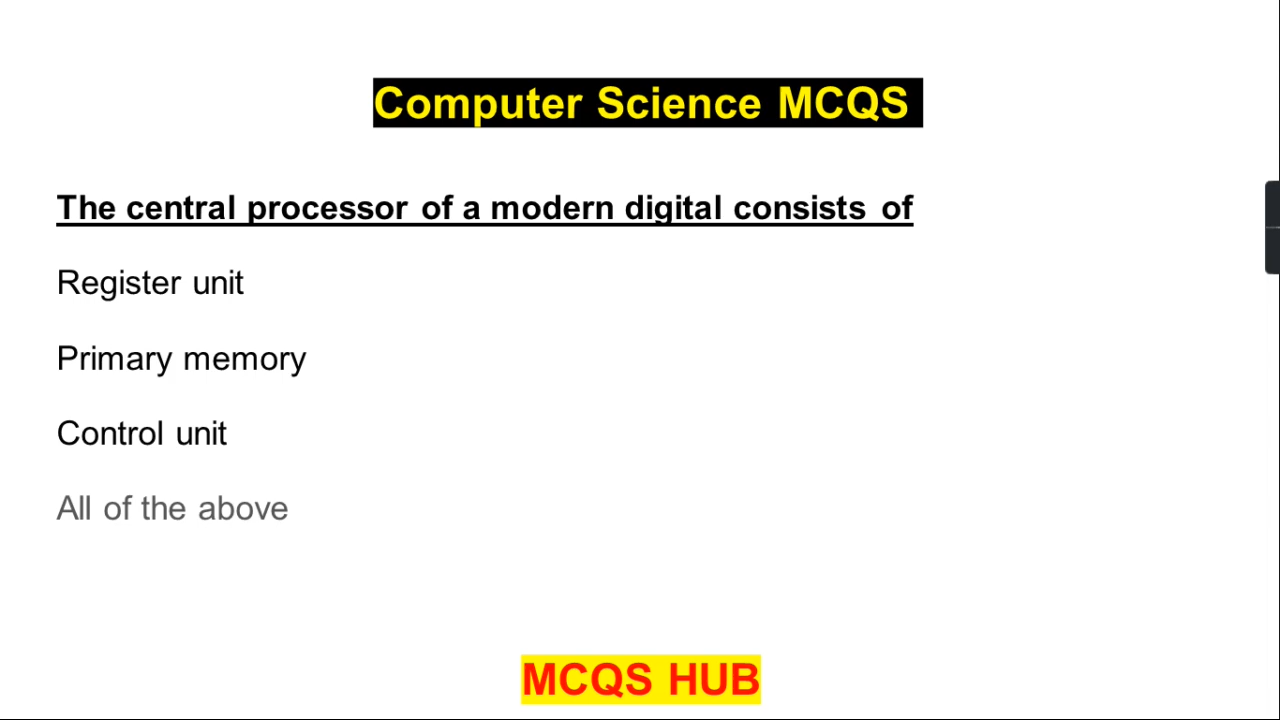 Computer Science MCQS
The central processor of a modern digital consists of
Register unit
Primary memory
Control unit
All of the above
MCQS HUB